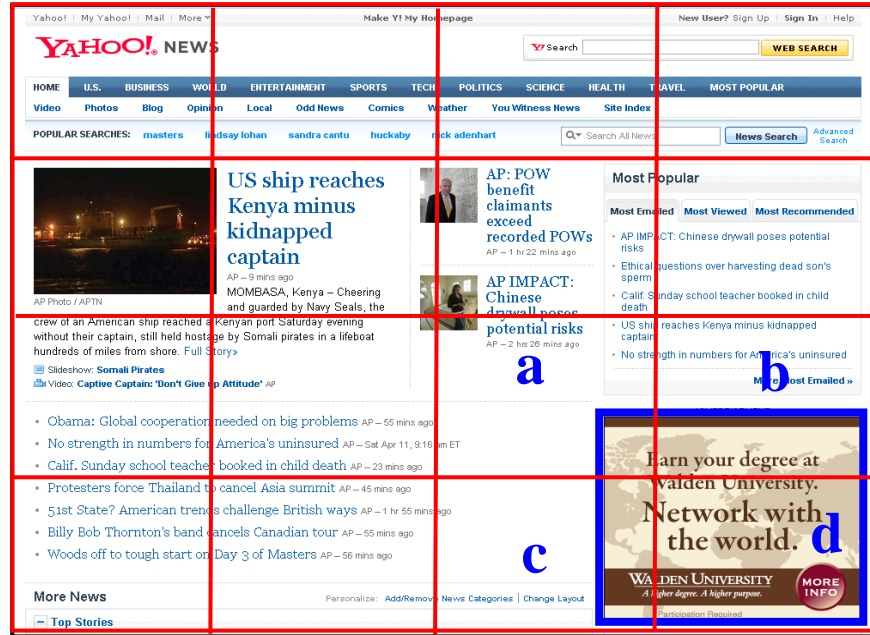 Yahoo! My Yahoo! Mail More Make Y! My Homepage New User? Sign Up Sign In Help
YAHOO! NEWS
Y! Search WEB SEARCH
HOME U.S. BUSINESS WORLD ENTERTAINMENT SPORTS TECH POLITICS SCIENCE HEALTH TRAVEL MOST POPULAR
Video Photos Blog Opinion Local Odd News Comics Weather You Witness News Site Index
POPULAR SEARCHES: masters lindsay lohan sandra cantu huckaby nick adenhart Search All News News Search Advanced Search
US ship reaches
Kenya minus
kidnapped
captain
AP – 9 mins ago
MOMBASA, Kenya – Cheering
and guarded by Navy Seals, the
AP Photo / APTN
crew of an American ship reached a Kenyan port Saturday evening
without their captain, still held hostage by Somali pirates in a lifeboat
hundreds of miles from shore. Full Story»
Slideshow: Somali Pirates
Video: Captive Captain: 'Don't Give up Attitude' AP
AP: POW
benefit
claimants
exceed
recorded POWs
AP – 1 hr 22 mins ago
AP IMPACT:
Chinese
drywall poses
potential risks
AP – 2 hrs 26 mins ago
a
Most Popular
Most Emailed Most Viewed Most Recommended
AP IMPACT: Chinese drywall poses potential
risks
Ethical questions over harvesting dead son's
sperm
Calif. Sunday school teacher booked in child
death
US ship reaches Kenya minus kidnapped
captain
No strength in numbers for America's uninsured
b
More Most Emailed »
ADVERTISEMENT
Obama: Global cooperation needed on big problems AP – 55 mins ago
No strength in numbers for America's uninsured AP – Sat Apr 11, 9:16 am ET
Calif. Sunday school teacher booked in child death AP – 23 mins ago
Protesters force Thailand to cancel Asia summit AP – 45 mins ago
51st State? American trends challenge British ways AP – 1 hr 55 mins ago
Billy Bob Thornton's band cancels Canadian tour AP – 55 mins ago
Woods off to tough start on Day 3 of Masters AP – 56 mins ago
c
Earn your degree at
Walden University.
Network with
the world.
d
WALDEN UNIVERSITY
A higher degree. A higher purpose.
MORE
INFO
Participation Required
More News
Personalize: Add/Remove News Categories | Change Layout
Top Stories